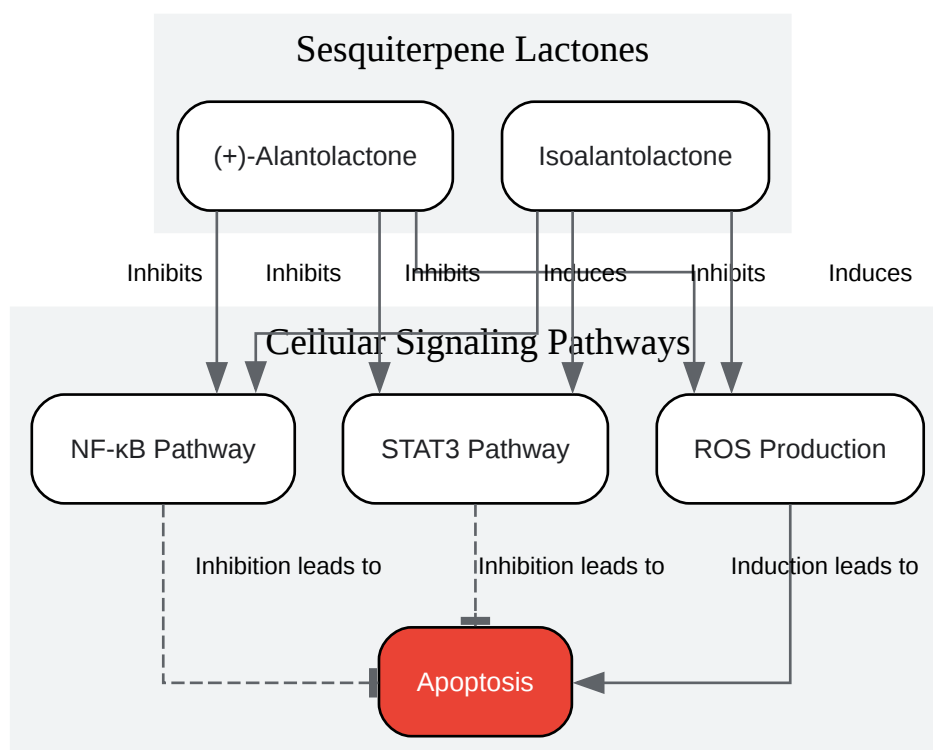 Sesquiterpene Lactones
(+)-Alantolactone
Isoalantolactone
Inhibits
Inhibits
Inhibits
Induces
Inhibits
Induces
Cellular Signaling Pathways
NF-κB Pathway
STAT3 Pathway
ROS Production
Inhibition leads to
Inhibition leads to
Induction leads to
Apoptosis